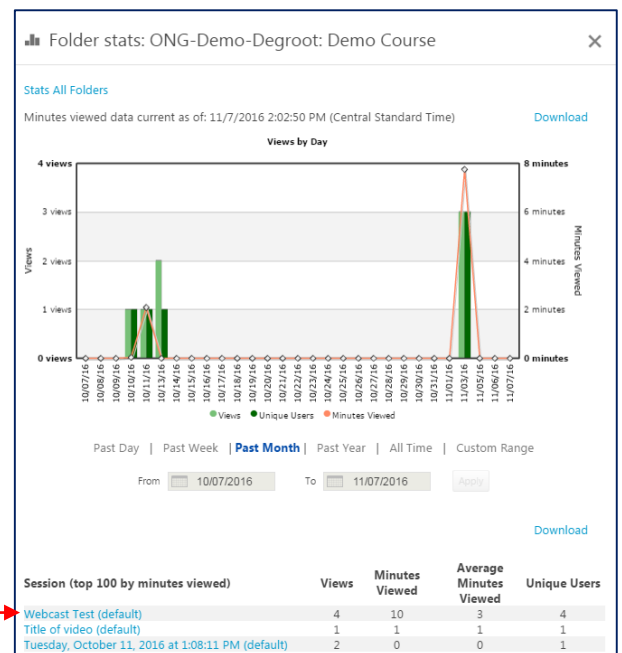 Folder stats: ONG-Demo-Degroot: Demo Course
Stats All Folders
Minutes viewed data current as of: 11/7/2016 2:02:50 PM (Central Standard Time)
Download
Views by Day
4 views
3 views
2 views
1 views
0 views
Views
8 minutes
6 minutes
4 minutes
2 minutes
0 minutes
Minutes Viewed
10/07/16
10/08/16
10/09/16
10/10/16
10/11/16
10/13/16
10/14/16
10/15/16
10/16/16
10/17/16
10/18/16
10/19/16
10/20/16
10/21/16
10/22/16
10/23/16
10/24/16
10/25/16
10/26/16
10/27/16
10/28/16
10/29/16
10/30/16
10/31/16
11/01/16
11/03/16
11/05/16
11/06/16
11/07/16
Views Unique Users Minutes Viewed
Past Day | Past Week | Past Month | Past Year | All Time | Custom Range
From 10/07/2016 To 11/07/2016 Apply
Download
Session (top 100 by minutes viewed) Views Minutes Viewed Average Minutes Viewed Unique Users
Webcast Test (default) 4 10 3 4
Title of video (default) 1 1 1 1
Tuesday, October 11, 2016 at 1:08:11 PM (default) 2 0 0 1